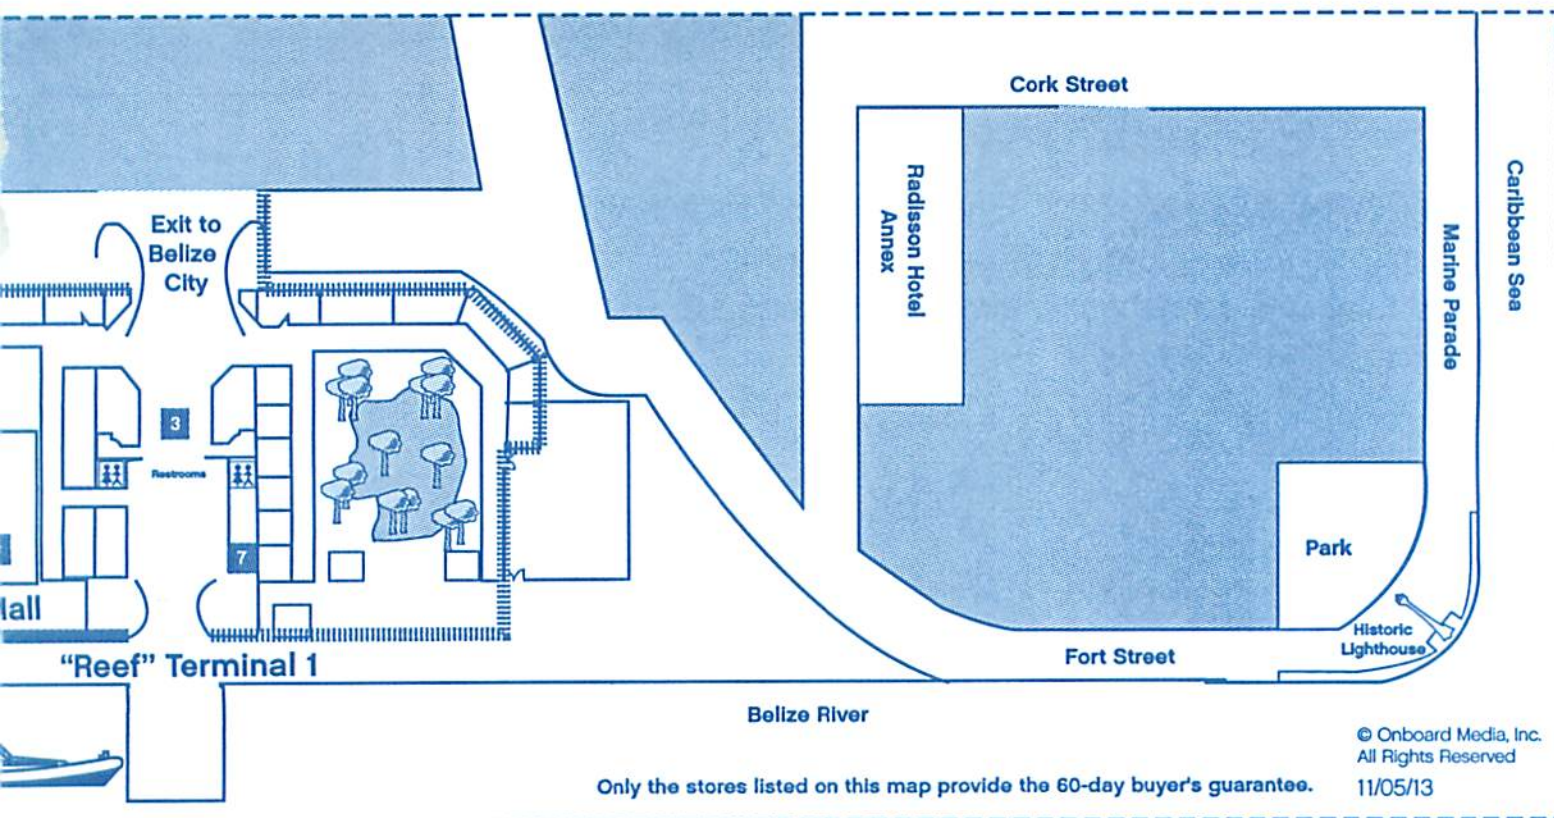 Cork Street
Radisson Hotel
Annex
Marine Parade
Caribbean Sea
Exit to
Belize
City
3
Restrooms
7
Park
Historic
Lighthouse
Fort Street
"Reef" Terminal 1
Belize River
© Onboard Media, Inc.
All Rights Reserved
11/05/13
Only the stores listed on this map provide the 60-day buyer's guarantee.